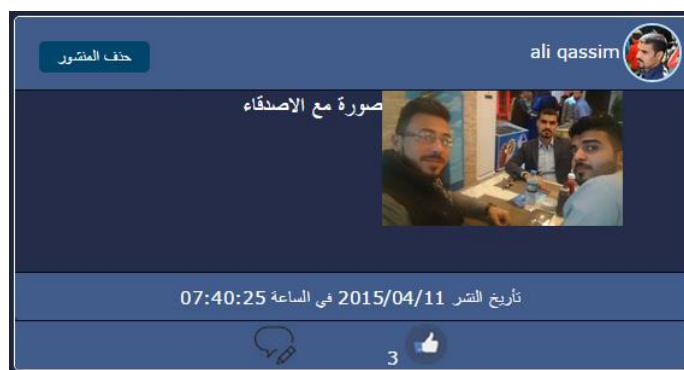 ali qassim
حذف المنشور
صورة مع الاصدقاء
تأريخ النشر 2015/04/11 في الساعة 07:40:25
3